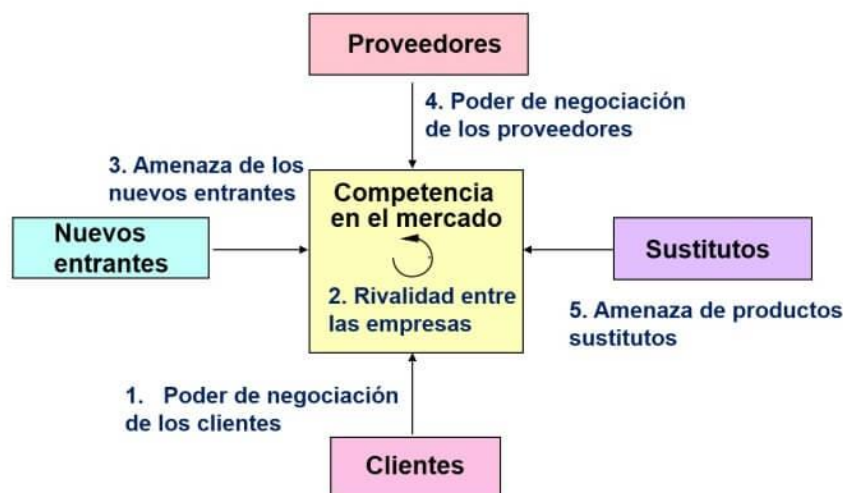 Proveedores
4. Poder de negociación
de los proveedores
3. Amenaza de los
nuevos entrantes
Competencia
en el mercado
Nuevos
entrantes
Sustitutos
2. Rivalidad entre
las empresas
5. Amenaza de productos
sustitutos
1. Poder de negociación
de los clientes
Clientes